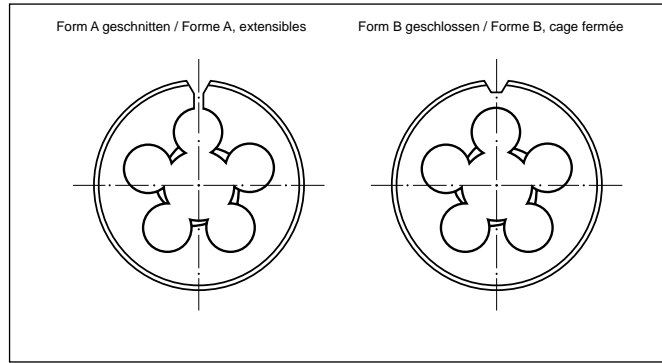 Form A geschnitten / Forme A, extensibles
Form B geschlossen / Forme B, cage fermée